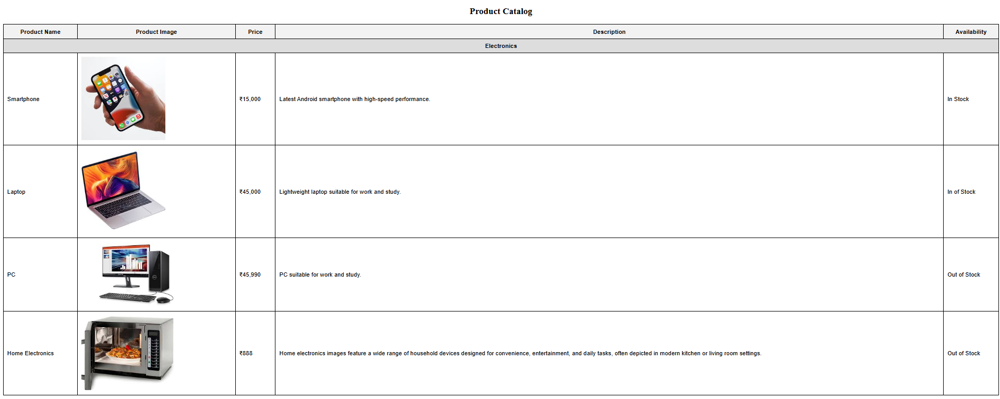 Product Catalog
Product Name Product Image Price Description Availability
Electronics
Smartphone ₹15,000 Latest Android smartphone with high-speed performance. In Stock
Laptop ₹45,000 Lightweight laptop suitable for work and study. In of Stock
PC ₹45,990 PC suitable for work and study. Out of Stock
Home Electronics ₹888 Home electronics images feature a wide range of household devices designed for convenience, entertainment, and daily tasks, often depicted in modern kitchen or living room settings. Out of Stock